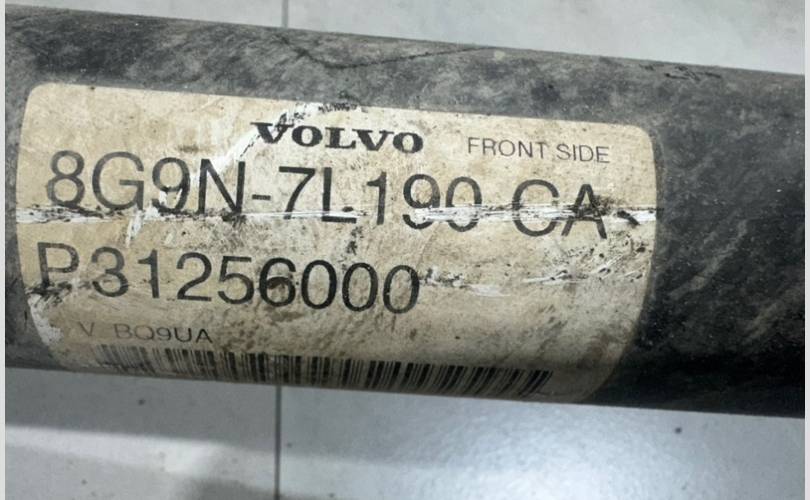 VOLVO FRONT SIDE
8G9N-7L190 CA
P31256000
V BQ9UA